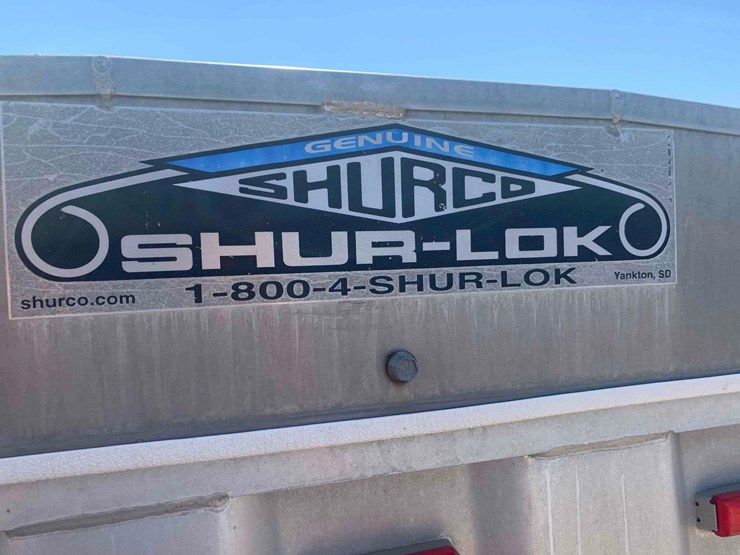 GENUINE
SHURCO
SHUR-LOK
shurco.com
1-800-4-SHUR-LOK
Yankton, SD